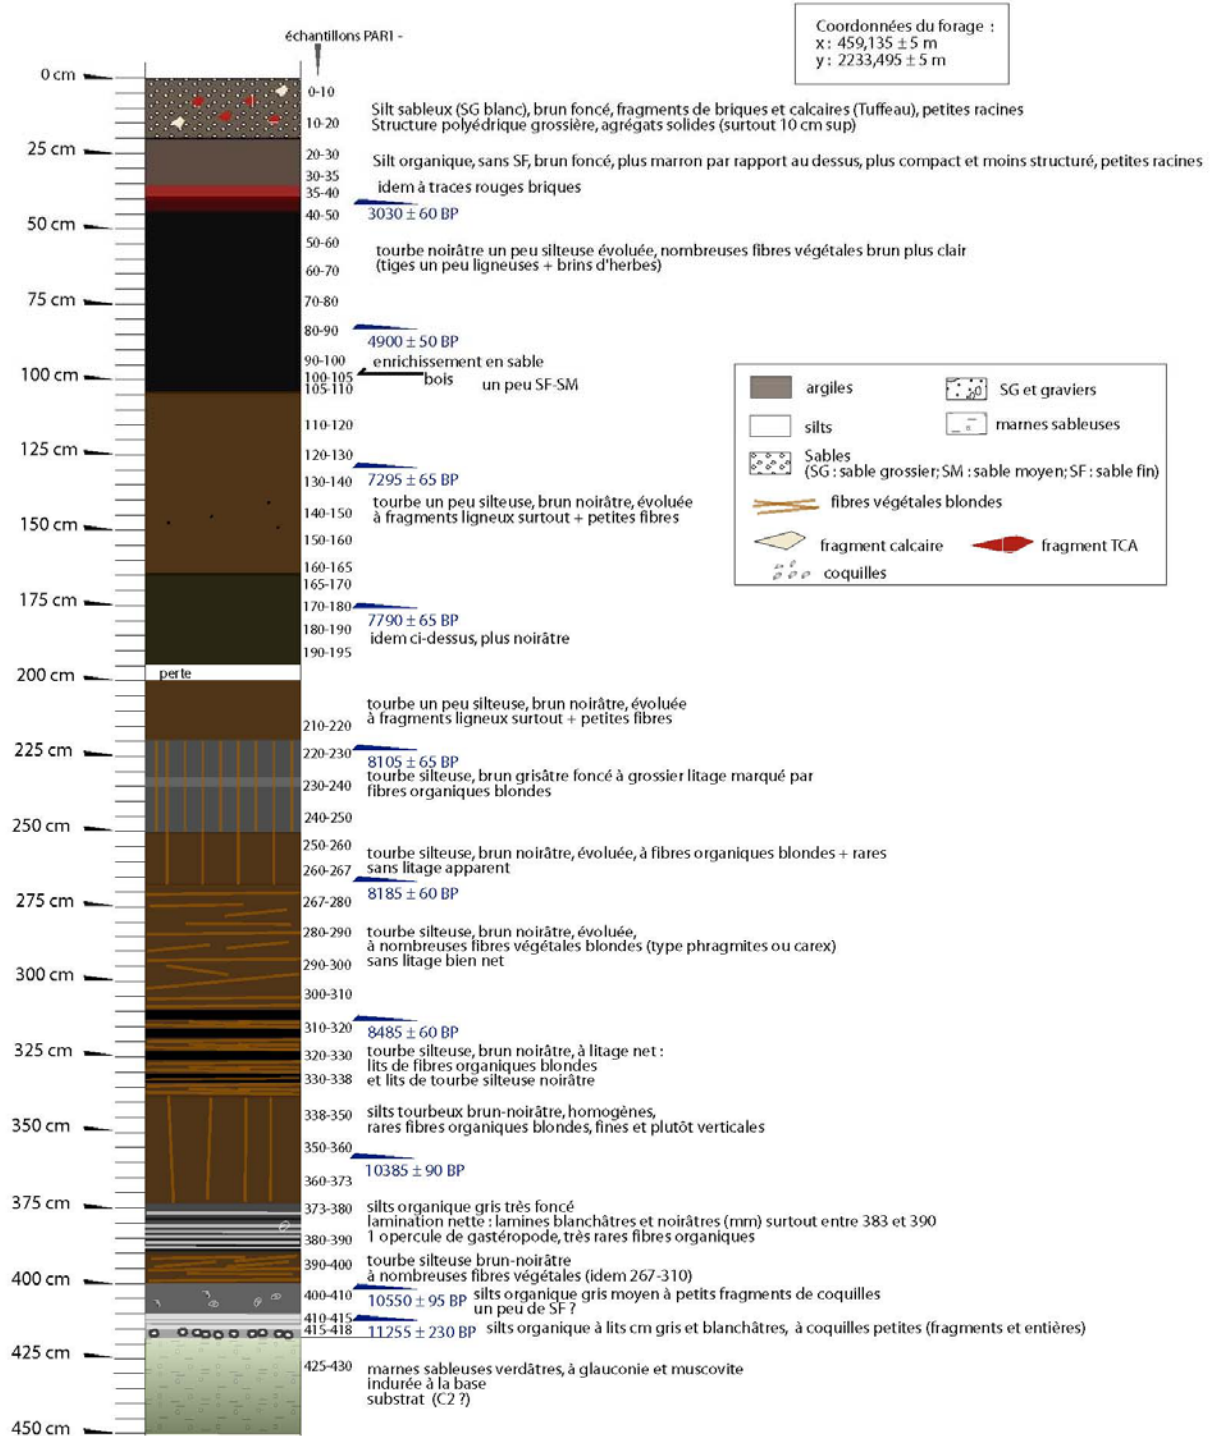 échantillons PAR1 -
Coordonnées du forage :
x : 459,135 ± 5 m
y : 2233,495 ± 5 m
0 cm
0-10
10-20
Silt sableux (SG blanc), brun foncé, fragments de briques et calcaires (Tuffeau), petites racines
Structure polyédrique grossière, agrégats solides (surtout 10 cm sup)
25 cm
20-30
Silt organique, sans SF, brun foncé, plus marron par rapport au dessus, plus compact et moins structuré, petites racines
30-35
35-40
idem à traces rouges briques
40-50
3030 ± 60 BP
50 cm
50-60
tourbe noirâtre un peu silteuse évoluée, nombreuses fibres végétales brun plus clair
(tiges un peu ligneuses + brins d'herbes)
60-70
75 cm
70-80
80-90
4900 ± 50 BP
90-100
enrichissement en sable
100 cm
100-105
bois
un peu SF-SM
105-110
110-120
125 cm
120-130
7295 ± 65 BP
130-140
tourbe un peu silteuse, brun noirâtre, évoluée
à fragments ligneux surtout + petites fibres
140-150
150 cm
150-160
160-165
165-170
175 cm
170-180
7790 ± 65 BP
180-190
idem ci-dessus, plus noirâtre
190-195
200 cm
perte
tourbe un peu silteuse, brun noirâtre, évoluée
à fragments ligneux surtout + petites fibres
210-220
225 cm
220-230
8105 ± 65 BP
tourbe silteuse, brun grisâtre foncé à grossier litage marqué par
fibres organiques blondes
230-240
240-250
250 cm
250-260
tourbe silteuse, brun noirâtre, évoluée, à fibres organiques blondes + rares
sans litage apparent
260-267
8185 ± 60 BP
275 cm
267-280
280-290
tourbe silteuse, brun noirâtre, évoluée,
à nombreuses fibres végétales blondes (type phragmites ou carex)
sans litage bien net
290-300
300 cm
300-310
310-320
8485 ± 60 BP
325 cm
320-330
tourbe silteuse, brun noirâtre, à litage net :
lits de fibres organiques blondes
et lits de tourbe silteuse noirâtre
330-338
338-350
silts tourbeux brun-noirâtre, homogènes,
rares fibres organiques blondes, fines et plutôt verticales
350 cm
350-360
10385 ± 90 BP
360-373
375 cm
373-380
silts organique gris très foncé
lamination nette : lamines blanchâtres et noirâtres (mm) surtout entre 383 et 390
1 opercule de gastéropode, très rares fibres organiques
380-390
390-400
tourbe silteuse brun-noirâtre
à nombreuses fibres végétales (idem 267-310)
400 cm
400-410
10550 ± 95 BP
silts organique gris moyen à petits fragments de coquilles
un peu de SF ?
410-415
415-418
11255 ± 230 BP
silts organique à lits cm gris et blanchâtres, à coquilles petites (fragments et entières)
425 cm
425-430
marnes sableuses verdâtres, à glauconie et muscovite
indurée à la base
substrat (C2 ?)
450 cm
argiles
SG et graviers
silts
marnes sableuses
Sables
(SG : sable grossier; SM : sable moyen; SF : sable fin)
fibres végétales blondes
fragment calcaire
fragment TCA
coquilles